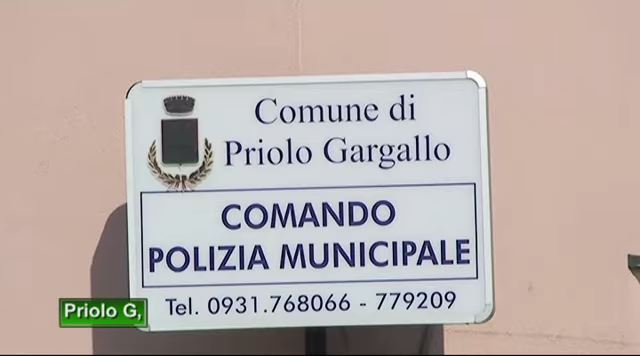 Comune di
Priolo Gargallo
COMANDO
POLIZIA MUNICIPALE
Tel. 0931.768066 - 779209
Priolo G,